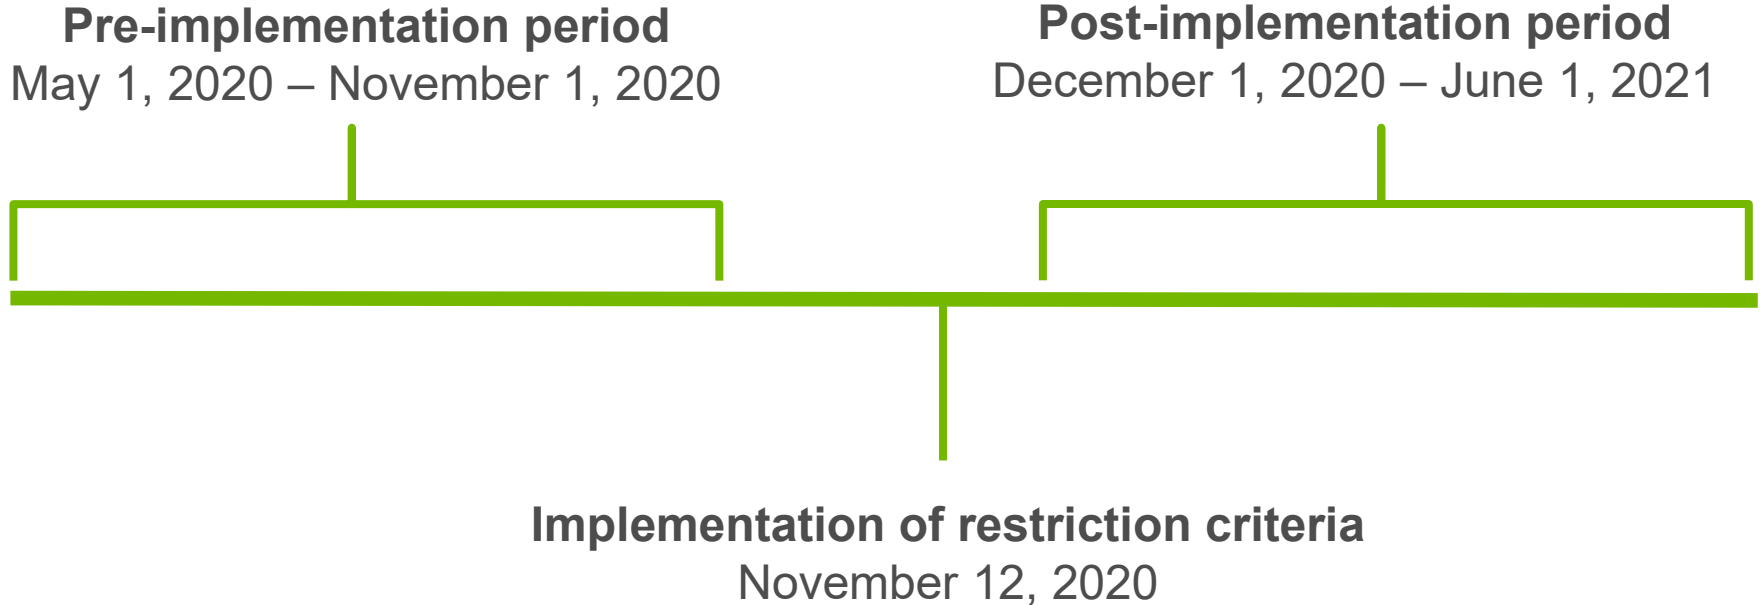 Pre-implementation period
May 1, 2020 – November 1, 2020
Post-implementation period
December 1, 2020 – June 1, 2021
Implementation of restriction criteria
November 12, 2020